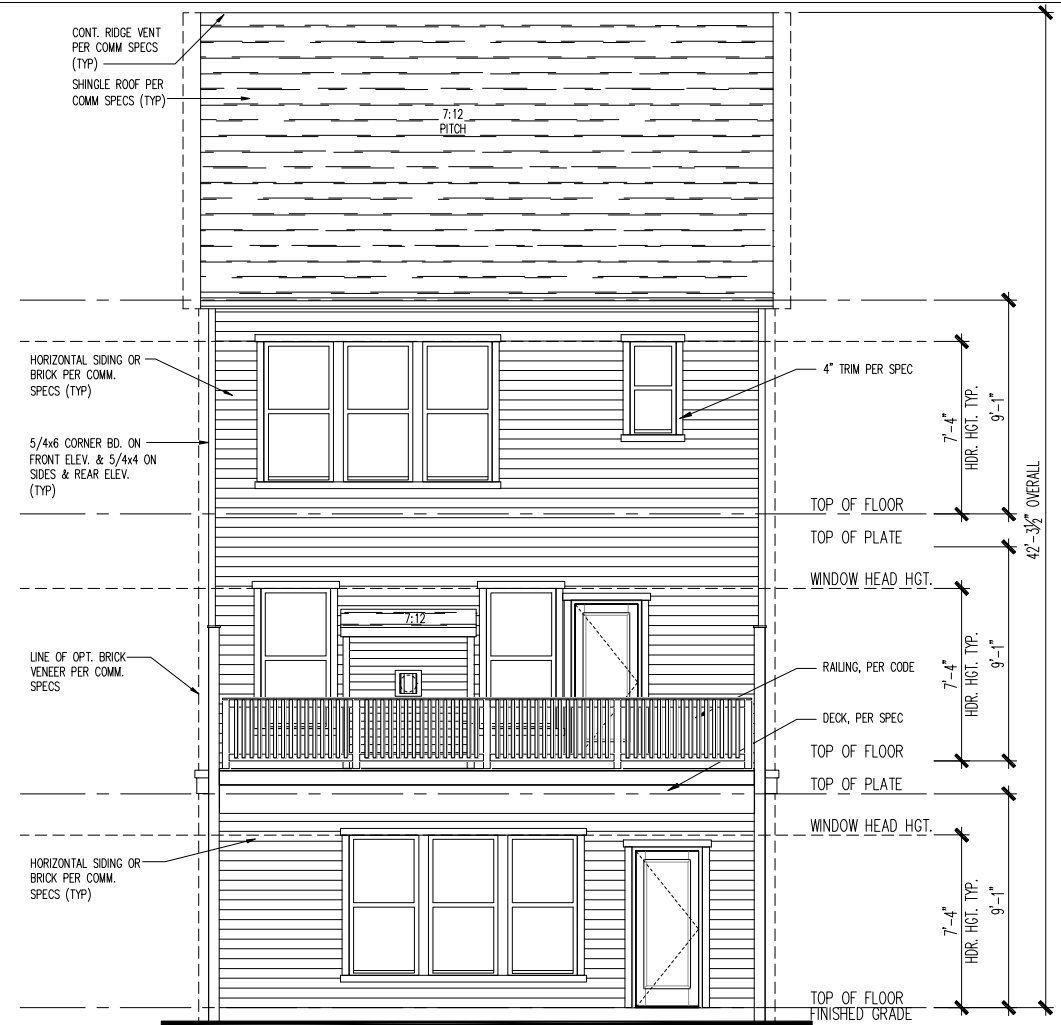 CONT. RIDGE VENT
PER COMM SPECS
(TYP)
SHINGLE ROOF PER
COMM SPECS (TYP)
7:12
PITCH
HORIZONTAL SIDING OR
BRICK PER COMM.
SPECS (TYP)
4" TRIM PER SPEC
7'-4"
HDR. HGT. TYP.
9'-1"
5/4x6 CORNER BD. ON
FRONT ELEV. & 5/4x4 ON
SIDES & REAR ELEV.
(TYP)
TOP OF FLOOR
TOP OF PLATE
42'-3½" OVERALL
WINDOW HEAD HGT.
7:12
LINE OF OPT. BRICK
VENEER PER COMM.
SPECS
RAILING, PER CODE
7'-4"
HDR. HGT. TYP.
9'-1"
DECK, PER SPEC
TOP OF FLOOR
TOP OF PLATE
WINDOW HEAD HGT.
HORIZONTAL SIDING OR
BRICK PER COMM.
SPECS (TYP)
7'-4"
HDR. HGT. TYP.
9'-1"
TOP OF FLOOR
FINISHED GRADE